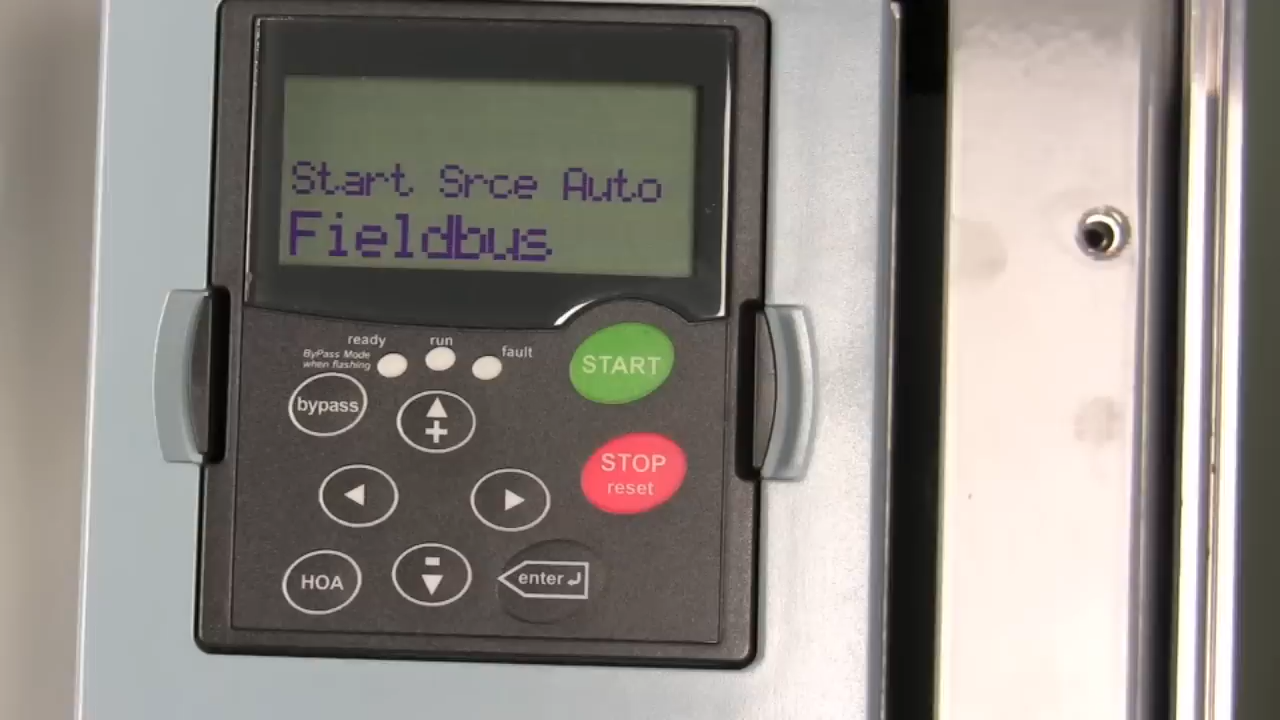 Start Srce Auto
Fieldbus
ready
run
fault
ByPass Mode
when flashing
START
bypass
STOP
reset
HOA
enter